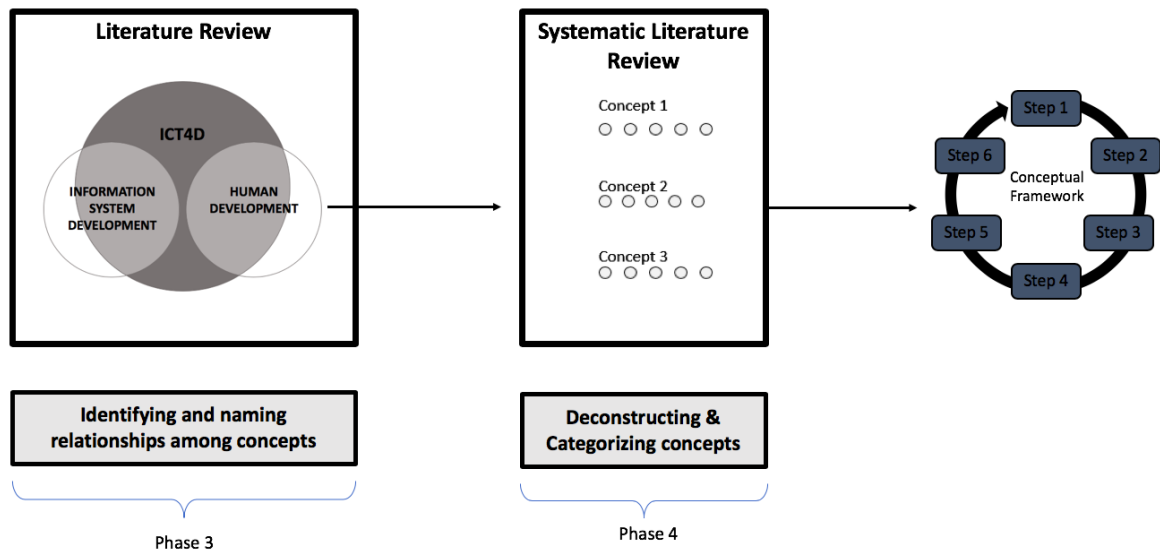 Literature Review
ICT4D
INFORMATION
SYSTEM
DEVELOPMENT
HUMAN
DEVELOPMENT
Identifying and naming
relationships among concepts
Phase 3
Systematic Literature
Review
Concept 1
Concept 2
Concept 3
Deconstructing &
Categorizing concepts
Phase 4
Step 1
Step 2
Step 3
Step 4
Step 5
Step 6
Conceptual
Framework